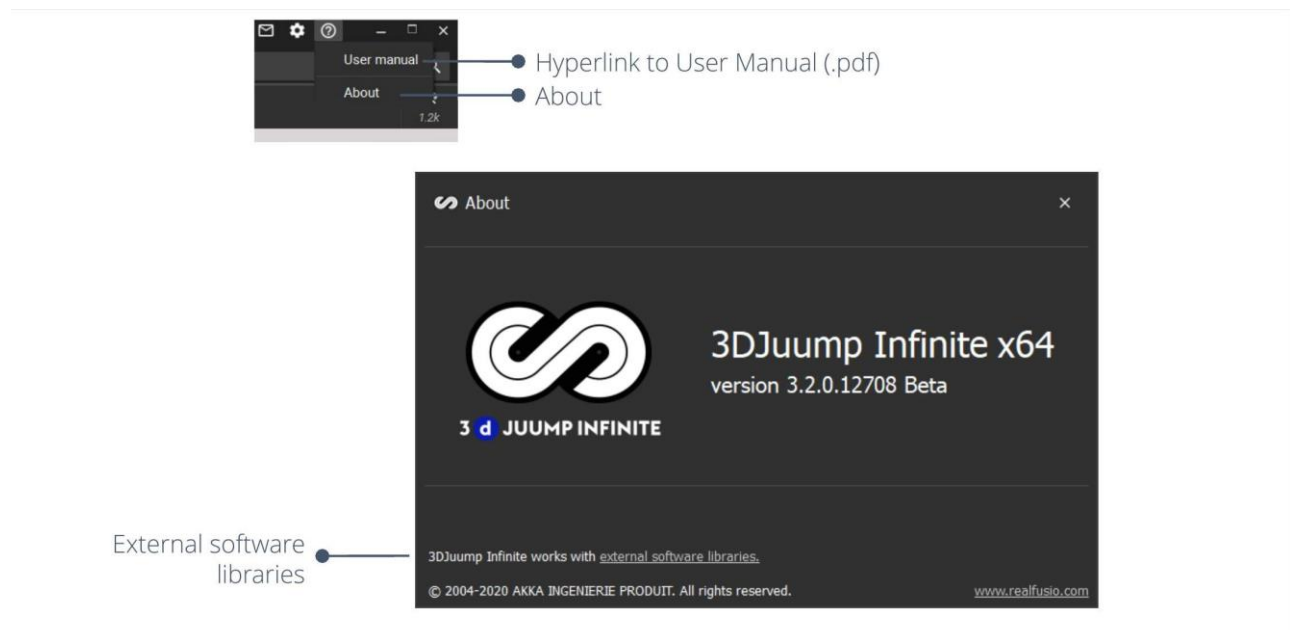 User manual
Hyperlink to User Manual (.pdf)
About
About
1.2k
About
3DJuump Infinite x64
version 3.2.0.12708 Beta
3 d JUUMP INFINITE
External software
libraries
3DJuump Infinite works with external software libraries.
© 2004-2020 AKKA INGENIERIE PRODUIT. All rights reserved.
www.realfusio.com